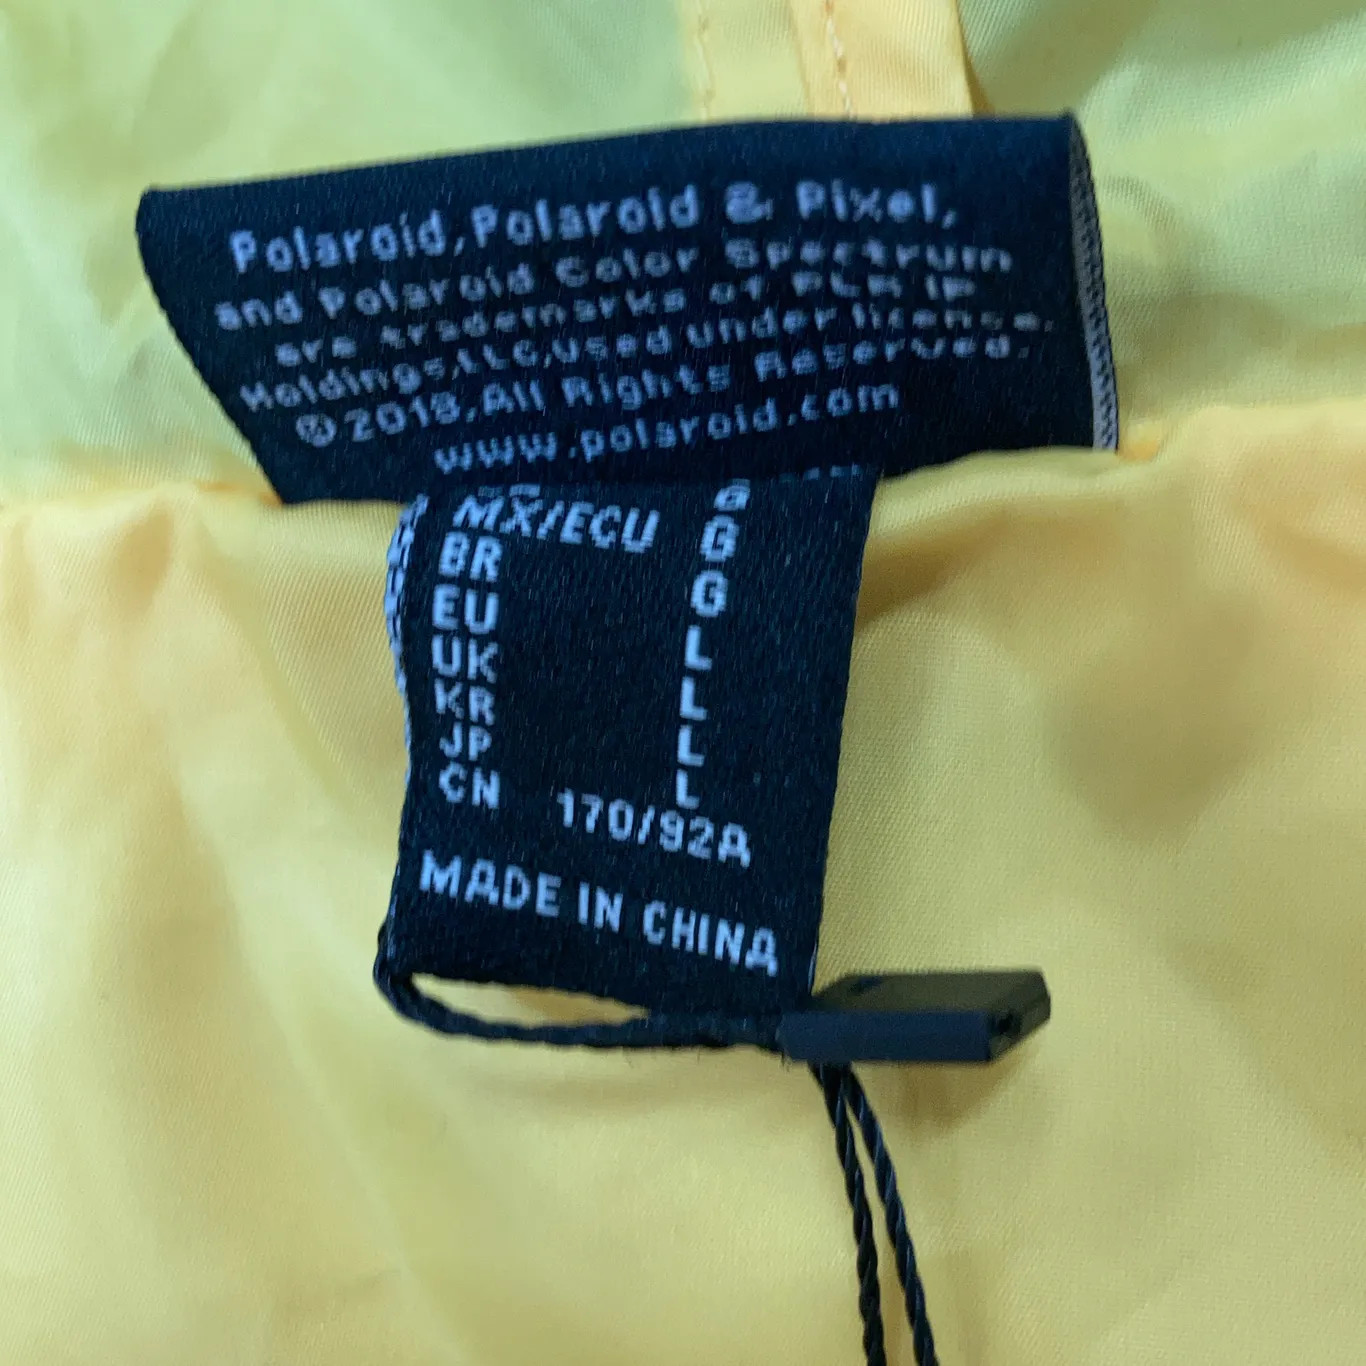 Polaroid, Polaroid & Pixel,
and Polaroid Color Spectrum
are trademarks of PLR IP
Holdings, LLC, used under license.
©2018. All Rights Reserved.
www.polaroid.com
G
MX/ECU G
BR G
EU L
UK L
KR L
JP L
CN 170/92A
MADE IN CHINA